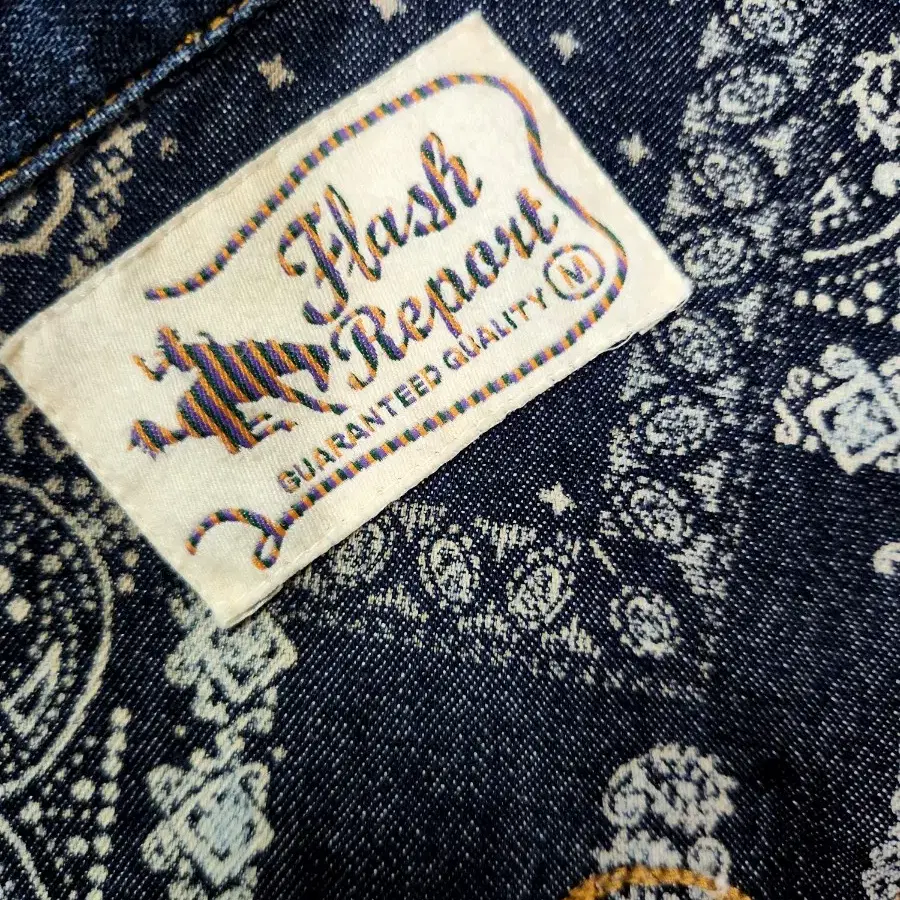 Flash
Report
GUARANTEED QUALITY M